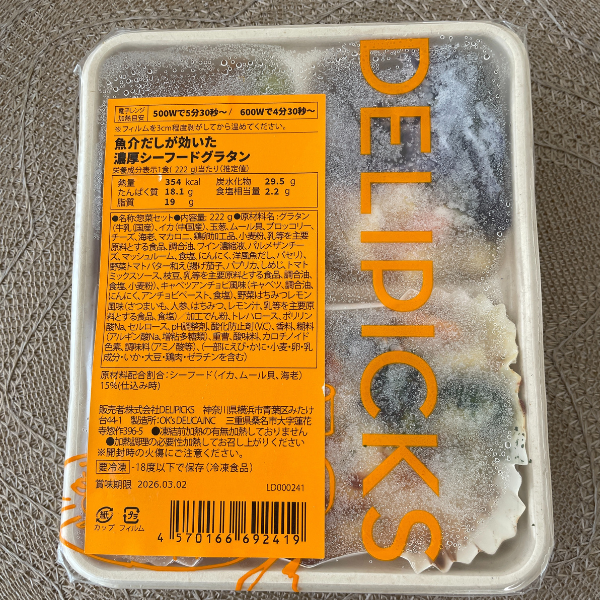 DELIPICKS
電子レンジ 加熱目安 500Wで5分30秒〜/ 600Wで4分30秒〜
※フィルムを3cm程度剥がしてから温めてください。
魚介だしが効いた
濃厚シーフードグラタン
栄養成分表示1食( 222 g)当たり(推定値)
熱量 354 kcal 炭水化物 29.5 g
たんぱく質 18.1 g 食塩相当量 2.2 g
脂質 19 g
●名称:惣菜セット●内容量: 222 g●原材料名:グラタン
(牛乳(国産)、イカ(中国産)、玉葱、ムール貝、ブロッコリー、
チーズ、海老、マカロニ、鶏卵加工品、小麦粉、乳等を主要
原料とする食品、調合油、ワイン濃縮液、パルメザンチー
ズ、マッシュルーム、食塩、にんにく、洋風魚だし、パセリ)、
野菜トマトバター和え(揚げ茄子、パプリカ、しめじ、トマト
ミックスソース、枝豆、乳等を主要原料とする食品、調合油、
食塩、小麦粉)、キャベツアンチョビ風味(キャベツ、調合油、
にんにく、アンチョビペースト、食塩)、野菜はちみつレモン
風味(さつまいも、人参、はちみつ、レモン汁、乳等を主要原
料とする食品、食塩)/加工でん粉、トレハロース、ポリリン
酸Na、セルロース、pH調整剤、酸化防止剤(V.C)、香料、糊料
(アルギン酸Na、増粘多糖類)、重曹、酸味料、カロチノイド
色素、調味料(アミノ酸等)、(一部にえび・かに・小麦・卵・乳
成分・いか・大豆・鶏肉・ゼラチンを含む)
原材料配合割合:シーフード(イカ、ムール貝、海老)
15%(仕込み時)
販売者:株式会社DELIPICKS 神奈川県横浜市青葉区みたけ
台44-1 製造所:OK'S DELICA.INC 三重県桑名市大字蓮花
寺惣作396-5 ●凍結前加熱の有無:加熱しておりません
●加熱調理の必要性:加熱してお召し上がりください
※開封時の火傷にご注意ください。
要冷凍 -18度以下で保存(冷凍食品)
賞味期限 2026.03.02 LD000241
紙 プラ
カップ フィルム
4 570166 692419